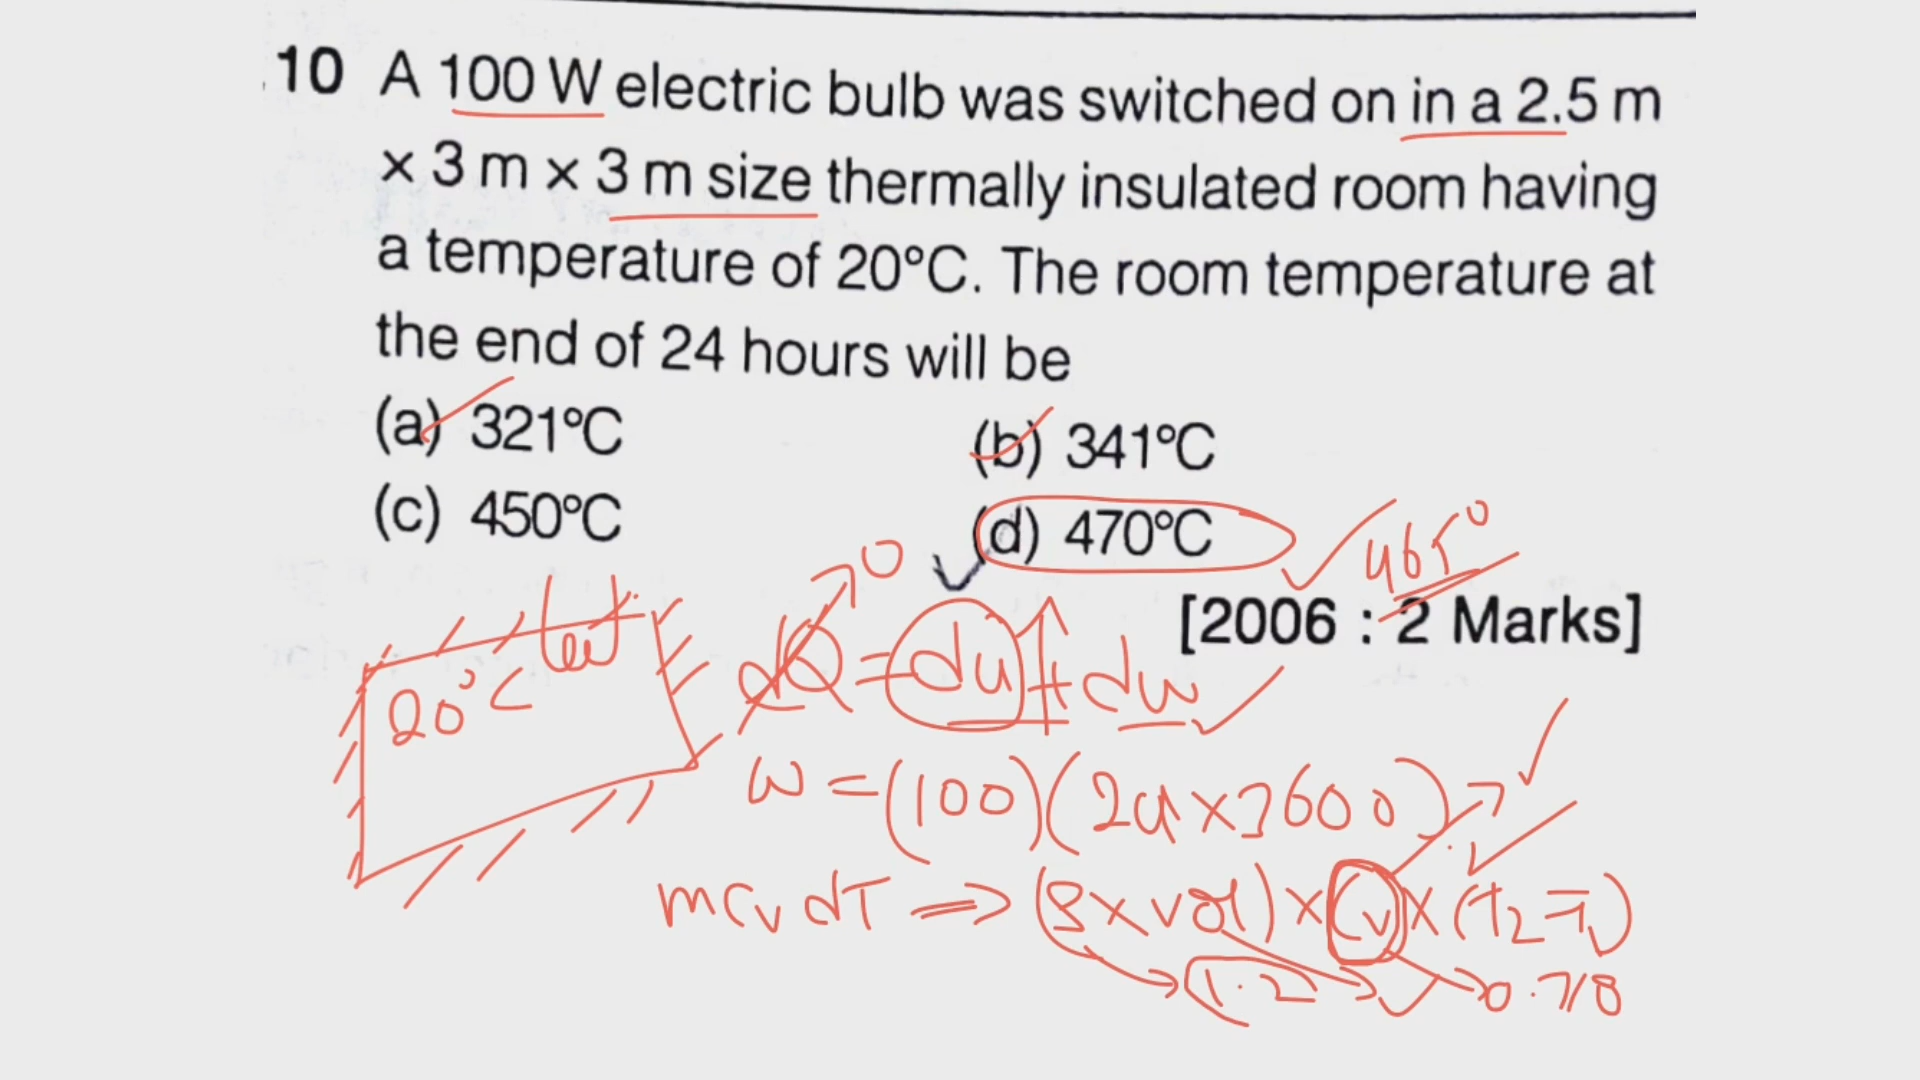 10 A 100 W electric bulb was switched on in a 2.5 m
× 3 m × 3 m size thermally insulated room having
a temperature of 20°C. The room temperature at
the end of 24 hours will be
(a) 321°C (b) 341°C
(c) 450°C (d) 470°C
465°
[2006 : 2 Marks]
20°C
dQ = du + dw
0
W = (100)(24×3600)
mCvdT ⇒ (ρ×vol)×Cv×(T2-T1)
1.2 0.718